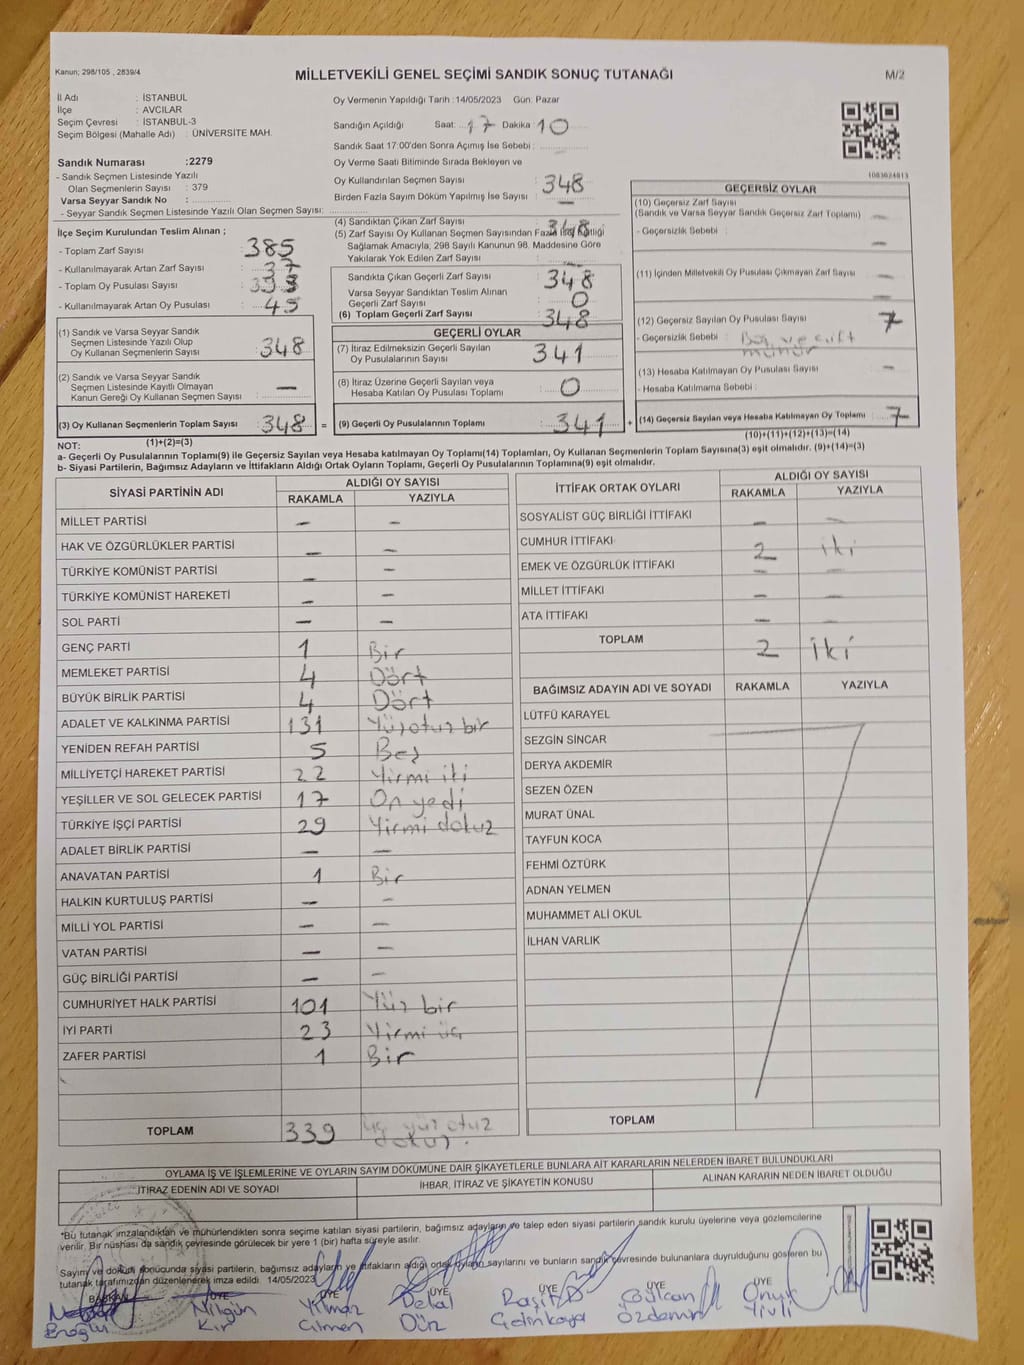 Kanun; 298/105 , 2839/4
MİLLETVEKİLİ GENEL SEÇİMİ SANDIK SONUÇ TUTANAĞI
M/2
İl Adı : İSTANBUL
İlçe : AVCILAR
Seçim Çevresi : İSTANBUL-3
Seçim Bölgesi (Mahalle Adı) : ÜNİVERSİTE MAH.
Sandık Numarası :2279
- Sandık Seçmen Listesinde Yazılı
Olan Seçmenlerin Sayısı : 379
Varsa Seyyar Sandık No :
- Seyyar Sandık Seçmen Listesinde Yazılı Olan Seçmen Sayısı:
İlçe Seçim Kurulundan Teslim Alınan ;
- Toplam Zarf Sayısı : 385
- Kullanılmayarak Artan Zarf Sayısı : 37
- Toplam Oy Pusulası Sayısı :
- Kullanılmayarak Artan Oy Pusulası : 45
(1) Sandık ve Varsa Seyyar Sandık
Seçmen Listesinde Yazılı Olup
Oy Kullanan Seçmenlerin Sayısı : 348
(2) Sandık ve Varsa Seyyar Sandık
Seçmen Listesinde Kayıtlı Olmayan
Kanun Gereği Oy Kullanan Seçmen Sayısı : —
(3) Oy Kullanan Seçmenlerin Toplam Sayısı : 348 =
(1)+(2)=(3)
Oy Vermenin Yapıldığı Tarih :14/05/2023 Gün: Pazar
Sandığın Açıldığı Saat: 17 Dakika : 10
Sandık Saat 17:00'den Sonra Açımış İse Sebebi : —
Oy Verme Saati Bitiminde Sırada Bekleyen ve
Oy Kullandırılan Seçmen Sayısı : 348
Birden Fazla Sayım Döküm Yapılmış İse Sayısı : —
(4) Sandıktan Çıkan Zarf Sayısı : 348
(5) Zarf Sayısı Oy Kullanan Seçmen Sayısından Fazla İse, Eşitliği
Sağlamak Amacıyla; 298 Sayılı Kanunun 98. Maddesine Göre
Yakılarak Yok Edilen Zarf Sayısı : —
Sandıkta Çıkan Geçerli Zarf Sayısı : 348
Varsa Seyyar Sandıktan Teslim Alınan
Geçerli Zarf Sayısı : 0
(6) Toplam Geçerli Zarf Sayısı : 348
GEÇERLİ OYLAR
(7) İtiraz Edilmeksizin Geçerli Sayılan
Oy Pusulalarının Sayısı : 341
(8) İtiraz Üzerine Geçerli Sayılan veya
Hesaba Katılan Oy Pusulası Toplamı : 0
(9) Geçerli Oy Pusulalarının Toplamı : 341 +
1083624813
GEÇERSİZ OYLAR
(10) Geçersiz Zarf Sayısı
(Sandık ve Varsa Seyyar Sandık Geçersiz Zarf Toplamı) : —
- Geçersizlik Sebebi : —
(11) İçinden Milletvekili Oy Pusulası Çıkmayan Zarf Sayısı : —
(12) Geçersiz Sayılan Oy Pusulası Sayısı : 7
- Geçersizlik Sebebi : Boş ve çift
mühür
(13) Hesaba Katılmayan Oy Pusulası Sayısı : —
- Hesaba Katılmama Sebebi :
(14) Geçersiz Sayılan veya Hesaba Katılmayan Oy Toplamı : 7
(10)+(11)+(12)+(13)=(14)
NOT:
a- Geçerli Oy Pusulalarının Toplamı(9) ile Geçersiz Sayılan veya Hesaba katılmayan Oy Toplamı(14) Toplamları, Oy Kullanan Seçmenlerin Toplam Sayısına(3) eşit olmalıdır. (9)+(14)=(3)
b- Siyasi Partilerin, Bağımsız Adayların ve İttifakların Aldığı Ortak Oyların Toplamı, Geçerli Oy Pusulalarının Toplamına(9) eşit olmalıdır.
SİYASİ PARTİNİN ADI ALDIĞI OY SAYISI
RAKAMLA YAZIYLA
MİLLET PARTİSİ — —
HAK VE ÖZGÜRLÜKLER PARTİSİ — —
TÜRKİYE KOMÜNİST PARTİSİ — —
TÜRKİYE KOMÜNİST HAREKETİ — —
SOL PARTİ — —
GENÇ PARTİ 1 Bir
MEMLEKET PARTİSİ 4 Dört
BÜYÜK BİRLİK PARTİSİ 4 Dört
ADALET VE KALKINMA PARTİSİ 131 Yüzotuz bir
YENİDEN REFAH PARTİSİ 5 Beş
MİLLİYETÇİ HAREKET PARTİSİ 22 Yirmi iki
YEŞİLLER VE SOL GELECEK PARTİSİ 17 On yedi
TÜRKİYE İŞÇİ PARTİSİ 29 Yirmi dokuz
ADALET BİRLİK PARTİSİ — —
ANAVATAN PARTİSİ 1 Bir
HALKIN KURTULUŞ PARTİSİ — —
MİLLİ YOL PARTİSİ — —
VATAN PARTİSİ — —
GÜÇ BİRLİĞİ PARTİSİ — —
CUMHURİYET HALK PARTİSİ 101 Yüz bir
İYİ PARTİ 23 Yirmi üç
ZAFER PARTİSİ 1 Bir
TOPLAM 339 Üç yüz otuz
dokuz.
İTTİFAK ORTAK OYLARI ALDIĞI OY SAYISI
RAKAMLA YAZIYLA
SOSYALİST GÜÇ BİRLİĞİ İTTİFAKI — —
CUMHUR İTTİFAKI 2 iki
EMEK VE ÖZGÜRLÜK İTTİFAKI — —
MİLLET İTTİFAKI — —
ATA İTTİFAKI — —
TOPLAM 2 iki
BAĞIMSIZ ADAYIN ADI VE SOYADI RAKAMLA YAZIYLA
LÜTFÜ KARAYEL
SEZGİN SİNCAR
DERYA AKDEMİR
SEZEN ÖZEN
MURAT ÜNAL
TAYFUN KOCA
FEHMİ ÖZTÜRK
ADNAN YELMEN
MUHAMMET ALİ OKUL
İLHAN VARLIK
TOPLAM
OYLAMA İŞ VE İŞLEMLERİNE VE OYLARIN SAYIM DÖKÜMÜNE DAİR ŞİKAYETLERLE BUNLARA AİT KARARLARIN NELERDEN İBARET BULUNDUKLARI
İTİRAZ EDENİN ADI VE SOYADI İHBAR, İTİRAZ VE ŞİKAYETİN KONUSU ALINAN KARARIN NEDEN İBARET OLDUĞU
*Bu tutanak imzalandıktan ve mühürlendikten sonra seçime katılan siyasi partilerin, bağımsız adayların ve talep eden siyasi partilerin sandık kurulu üyelerine veya gözlemcilerine
verilir. Bir nüshası da sandık çevresinde görülecek bir yere 1 (bir) hafta süreyle asılır.
Sayım ve döküm sonucunda siyasi partilerin, bağımsız adayların ve ittifakların aldığı ortak oyların sayılarını ve bunların sandık çevresinde bulunanlara duyrulduğunu gösteren bu
tutanak tarafımızdan düzenlenerek imza edildi. 14/05/2023
BAŞKAN ÜYE ÜYE ÜYE ÜYE ÜYE ÜYE
Nilgün Yılmaz Delal Raşit Gülcan Onur
Eroğlu Kır Çimen Dün Gelinkaya Özdemir Yivli